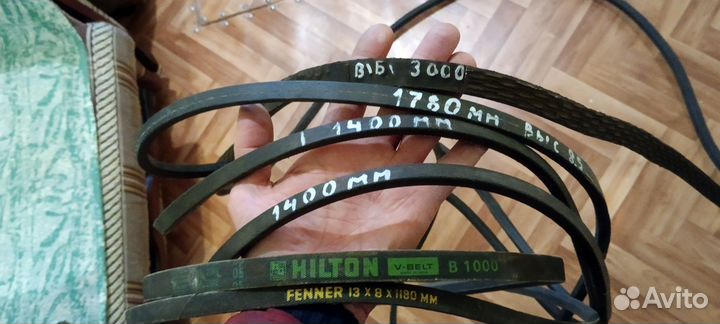 В|Б| 3000
1780 мм Выс 8.5
1400 мм
1400 мм
HILTON V-BELT B 1000
FENNER 13 X 8 X 1180 MM
Avito